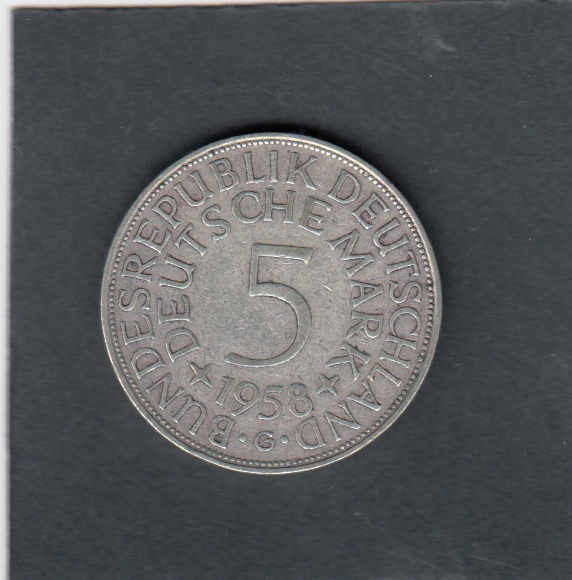 BUNDESREPUBLIK DEUTSCHLAND
DEUTSCHE MARK
5
1958
· G ·